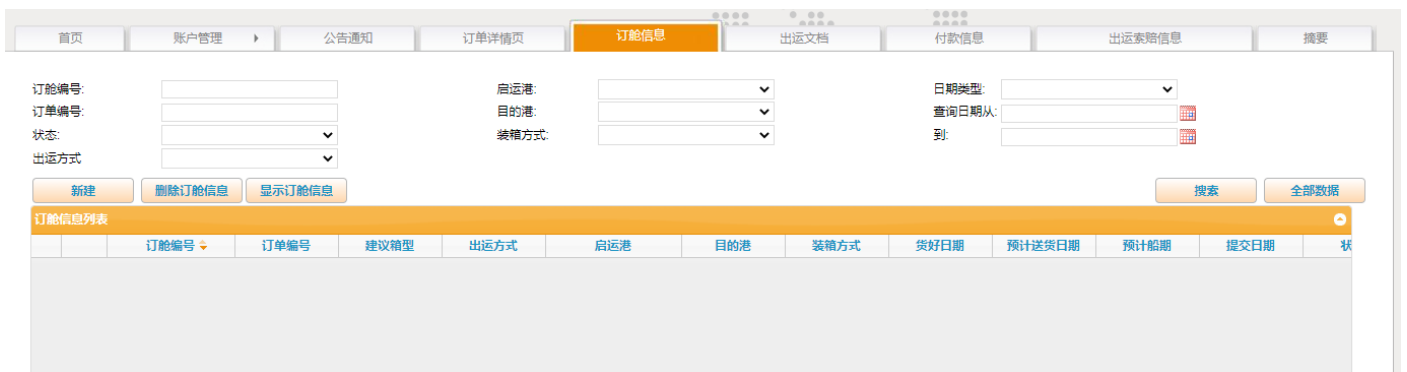 首页 账户管理 公告通知 订单详情页 订舱信息 出运文档 付款信息 出运索赔信息 摘要
订舱编号: 启运港: 日期类型:
订单编号: 目的港: 查询日期从:
状态: 装箱方式: 到:
出运方式
新建 删除订舱信息 显示订舱信息 搜索 全部数据
订舱信息列表
订舱编号 订单编号 建议箱型 出运方式 启运港 目的港 装箱方式 货好日期 预计送货日期 预计船期 提交日期 状